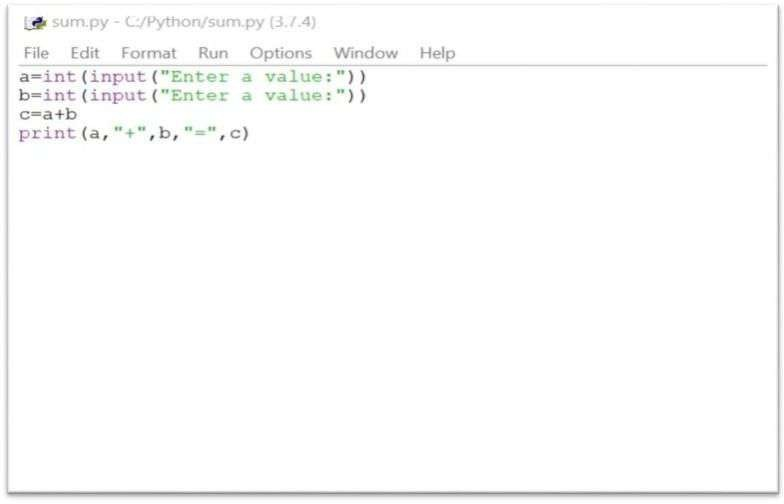 sum.py - C:/Python/sum.py (3.7.4)
File Edit Format Run Options Window Help
a=int(input("Enter a value:"))
b=int(input("Enter a value:"))
c=a+b
print(a,"+",b,"=",c)